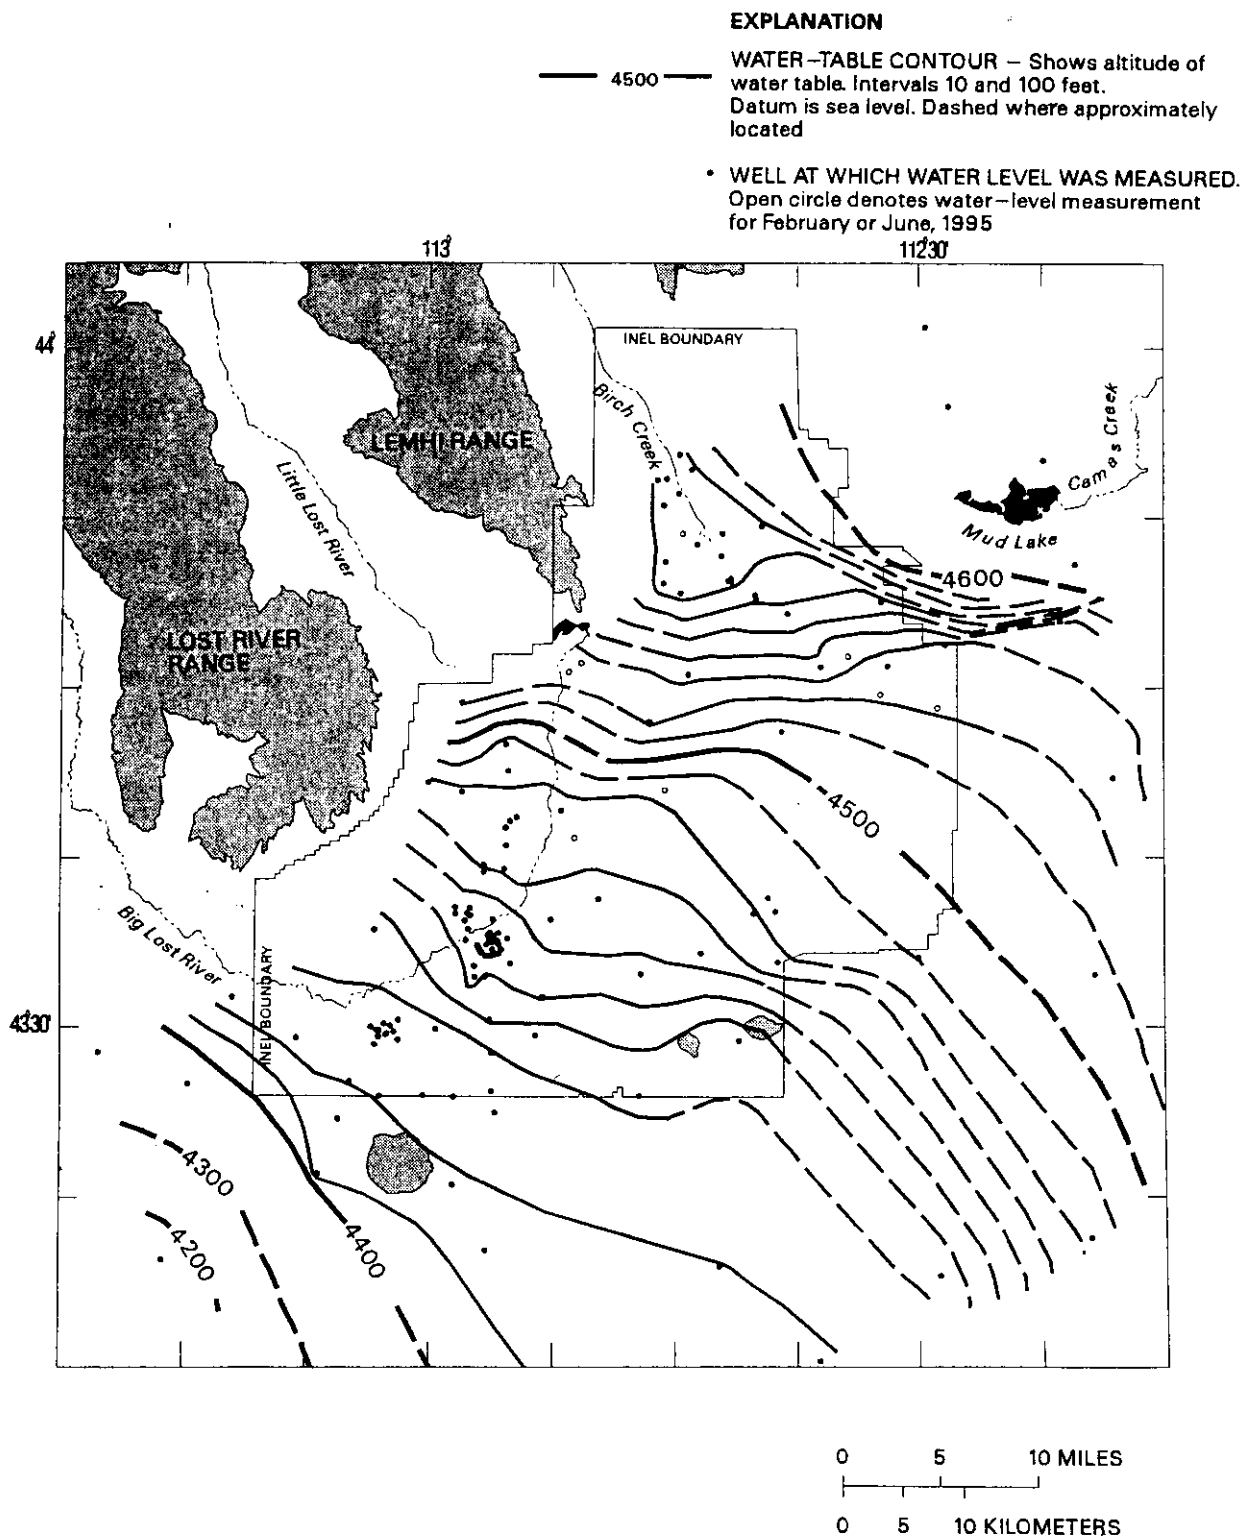 EXPLANATION
4500
WATER-TABLE CONTOUR – Shows altitude of
water table. Intervals 10 and 100 feet.
Datum is sea level. Dashed where approximately
located
WELL AT WHICH WATER LEVEL WAS MEASURED.
Open circle denotes water-level measurement
for February or June, 1995
113°
112°30'
44°
INEL BOUNDARY
Birch Creek
LEMHI RANGE
Camas Creek
Little Lost River
Mud Lake
4600
LOST RIVER
RANGE
4500
Big Lost River
INEL BOUNDARY
43°30'
4300
4200
4400
0 5 10 MILES
0 5 10 KILOMETERS